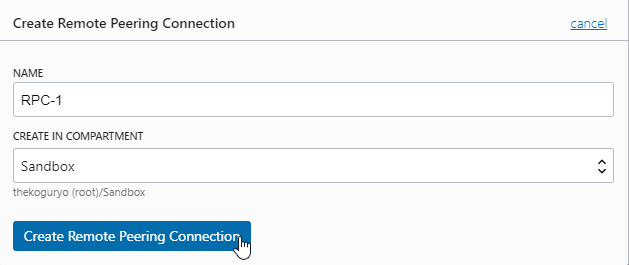 Create Remote Peering Connection cancel
NAME
RPC-1
CREATE IN COMPARTMENT
Sandbox
thekoguryo (root)/Sandbox
Create Remote Peering Connection